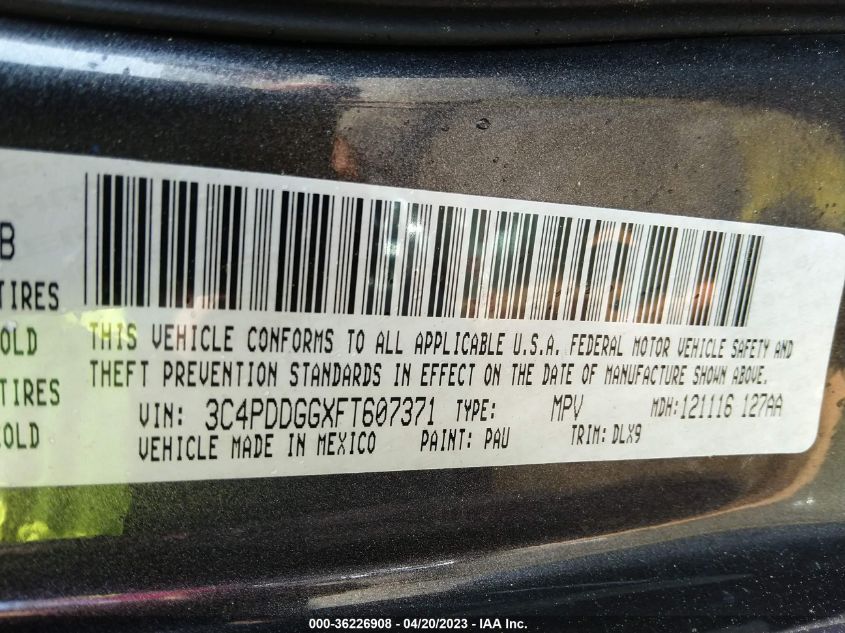 B
TIRES
OLD
TIRES
COLD
THIS VEHICLE CONFORMS TO ALL APPLICABLE U.S.A. FEDERAL MOTOR VEHICLE SAFETY AND
THEFT PREVENTION STANDARDS IN EFFECT ON THE DATE OF MANUFACTURE SHOWN ABOVE.
VIN: 3C4PDDGGXFT607371 TYPE: MPV MDH:121116 127AA
VEHICLE MADE IN MEXICO PAINT: PAU TRIM: DLX9
000-36226908 - 04/20/2023 - IAA Inc.